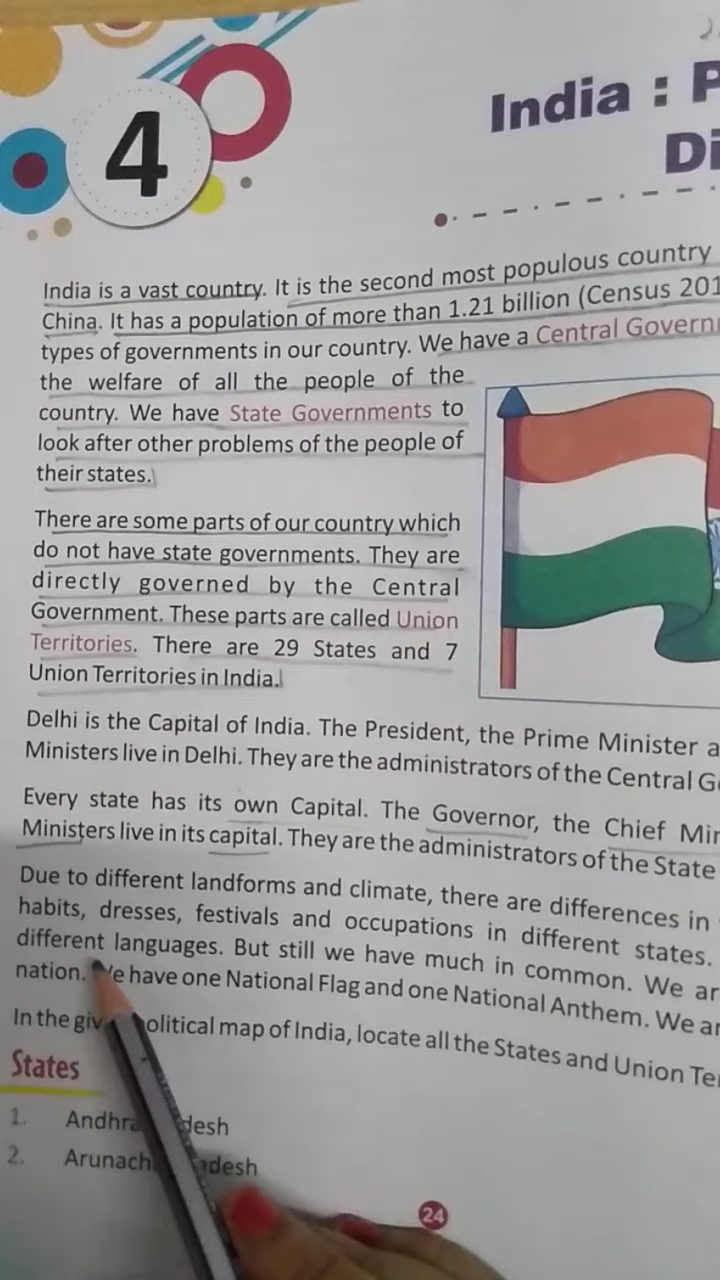 4
India : P
Di
India is a vast country. It is the second most populous country
China. It has a population of more than 1.21 billion (Census 201
types of governments in our country. We have a Central Governm
the welfare of all the people of the
country. We have State Governments to
look after other problems of the people of
their states.
There are some parts of our country which
do not have state governments. They are
directly governed by the Central
Government. These parts are called Union
Territories. There are 29 States and 7
Union Territories in India.
Delhi is the Capital of India. The President, the Prime Minister a
Ministers live in Delhi. They are the administrators of the Central G
Every state has its own Capital. The Governor, the Chief Min
Ministers live in its capital. They are the administrators of the State
Due to different landforms and climate, there are differences in
habits, dresses, festivals and occupations in different states.
different languages. But still we have much in common. We ar
nation. We have one National Flag and one National Anthem. We ar
In the giv olitical map of India, locate all the States and Union Te
States
1. Andhra desh
2. Arunach adesh
24